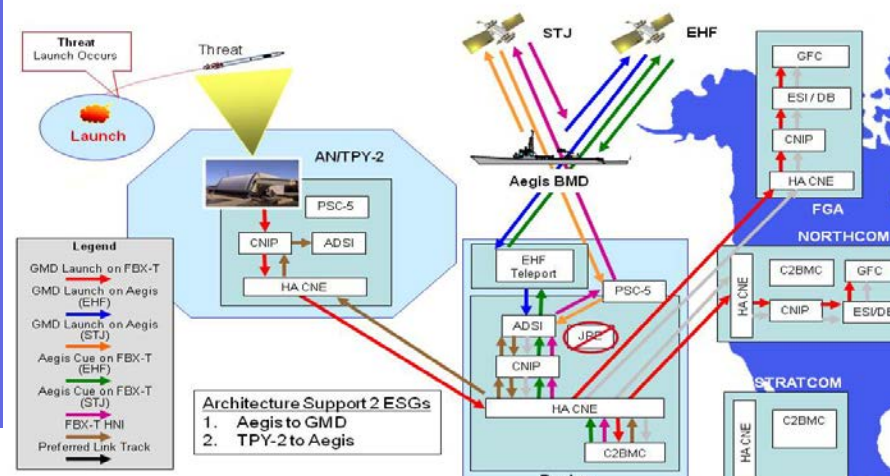 Threat
Launch Occurs
Threat
Launch
STJ
EHF
Aegis BMD
AN/TPY-2
PSC-5
CNIP
ADSI
HA CNE
Legend
GMD Launch on FBX-T
GMD Launch on Aegis
(EHF)
GMD Launch on Aegis
(STJ)
Aegis Cue on FBX-T
(EHF)
Aegis Cue on FBX-T
(STJ)
FBX-T HNI
Preferred Link Track
Architecture Support 2 ESGs
1. Aegis to GMD
2. TPY-2 to Aegis
EHF
Teleport
PSC-5
ADSI
JRE
CNIP
HA CNE
C2BMC
GFC
ESI / DB
CNIP
HA CNE
FGA
NORTHCOM
HA CNE
C2BMC
GFC
CNIP
ESI/DB
STRATCOM
HA CNE
C2BMC